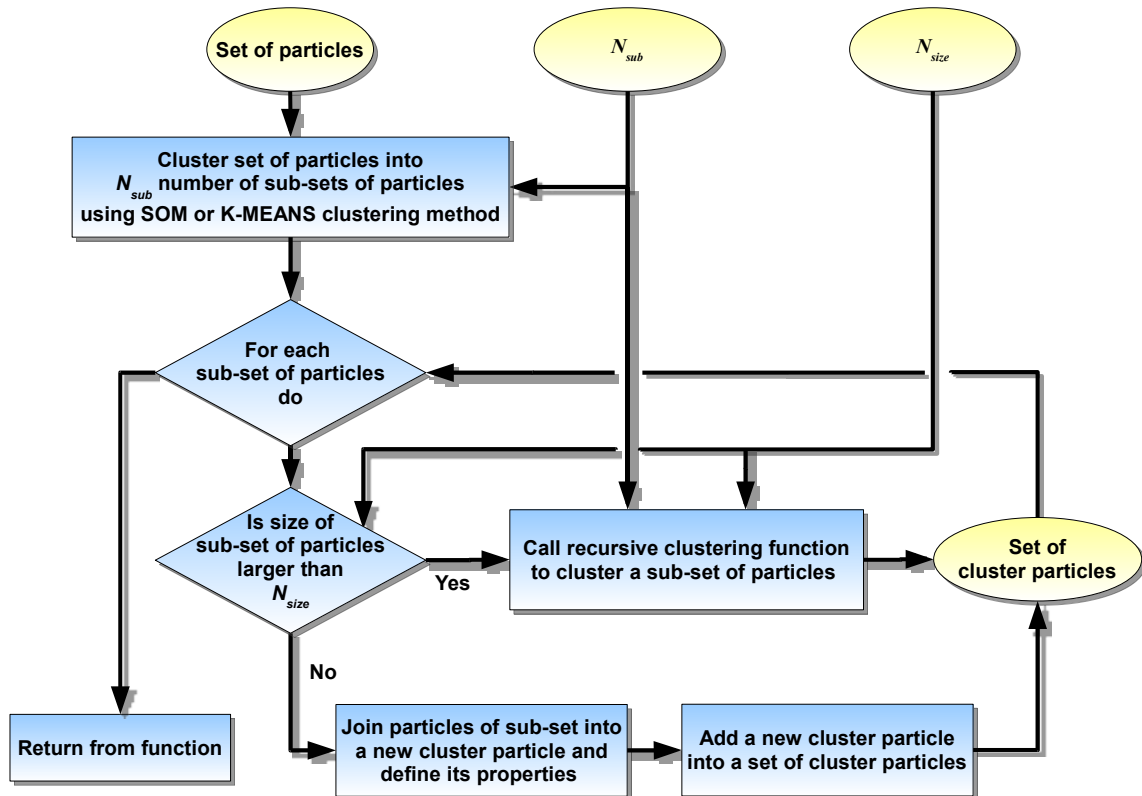 Set of particles
N_sub
N_size
Cluster set of particles into
N_sub number of sub-sets of particles
using SOM or K-MEANS clustering method
For each
sub-set of particles
do
Is size of
sub-set of particles
larger than
N_size
Yes
Call recursive clustering function
to cluster a sub-set of particles
Set of
cluster particles
No
Return from function
Join particles of sub-set into
a new cluster particle and
define its properties
Add a new cluster particle
into a set of cluster particles